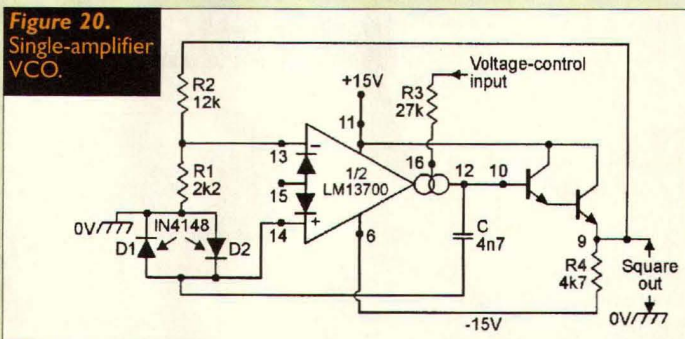 Figure 20.
Single-amplifier
VCO.
R2
12k
+15V
R3
27k
Voltage-control
input
11
13
–
16
12
10
1/2
LM13700
R1
2k2
15
14
+
6
C
4n7
9
0V
IN4148
D1
D2
R4
4k7
Square
out
-15V
0V